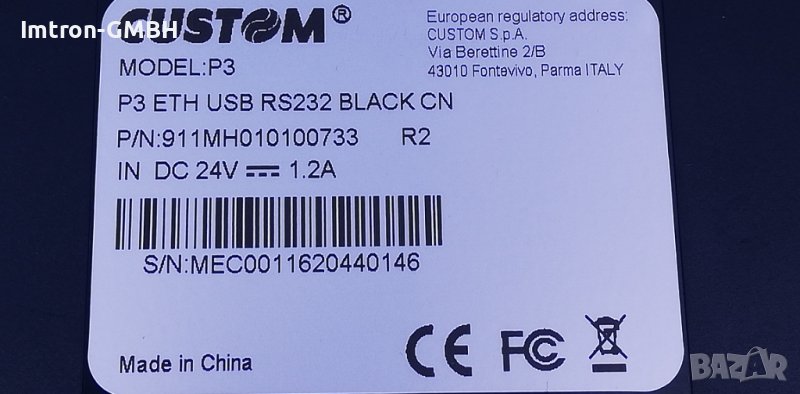 Imtron-GMBH
CUSTOM®
MODEL:P3
European regulatory address:
CUSTOM S.p.A.
Via Berettine 2/B
43010 Fontevivo, Parma ITALY
P3 ETH USB RS232 BLACK CN
P/N:911MH010100733 R2
IN DC 24V 1.2A
S/N:MEC0011620440146
Made in China
CE FC
BAZAR